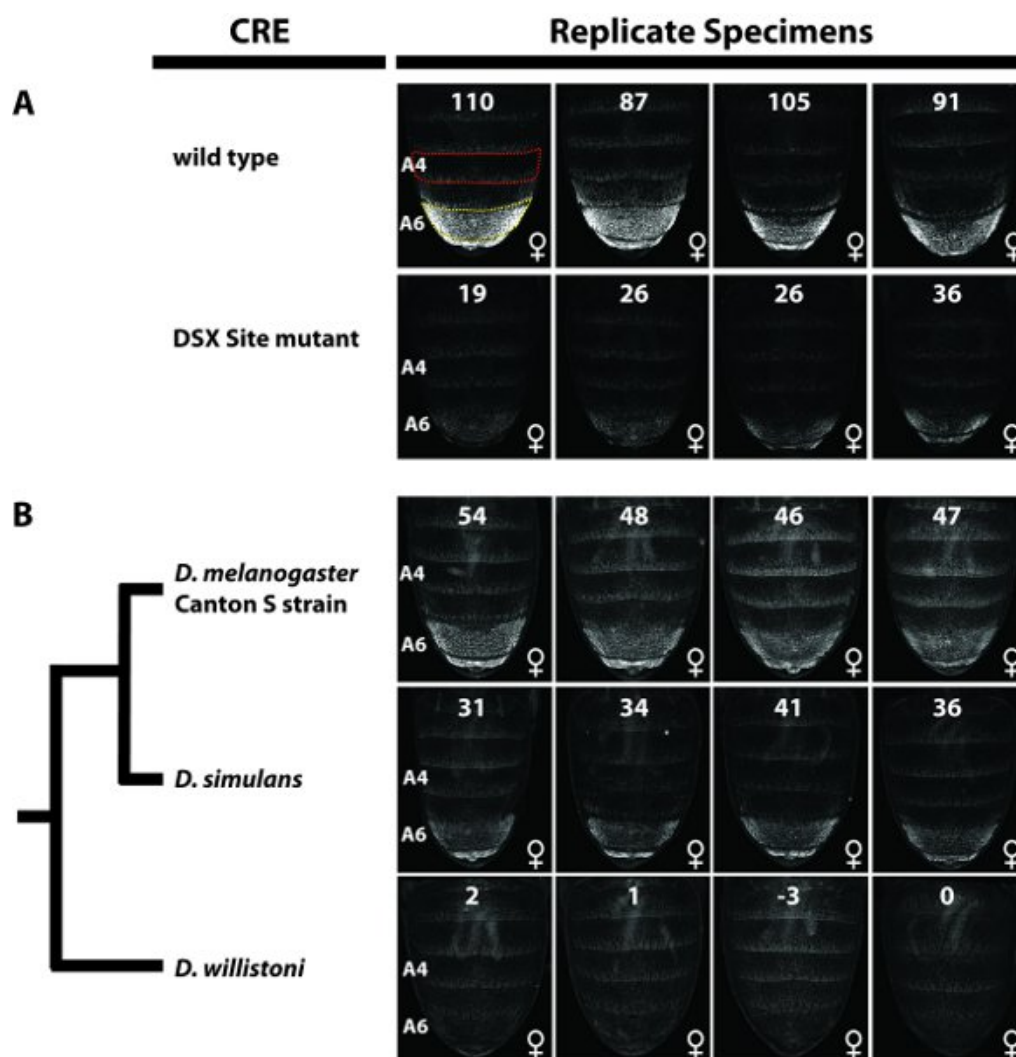 CRE Replicate Specimens
A
wild type
110 87 105 91
A4
A6
♀ ♀ ♀ ♀
DSX Site mutant
19 26 26 36
A4
A6
♀ ♀ ♀ ♀
B
D. melanogaster
Canton S strain
54 48 46 47
A4
A6
♀ ♀ ♀ ♀
D. simulans
31 34 41 36
A4
A6
♀ ♀ ♀ ♀
D. willistoni
2 1 -3 0
A4
A6
♀ ♀ ♀ ♀